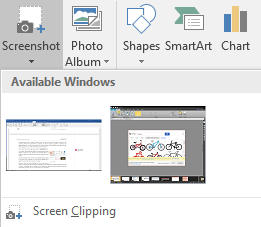 Screenshot Photo Album Shapes SmartArt Chart
Available Windows
Screen Clipping